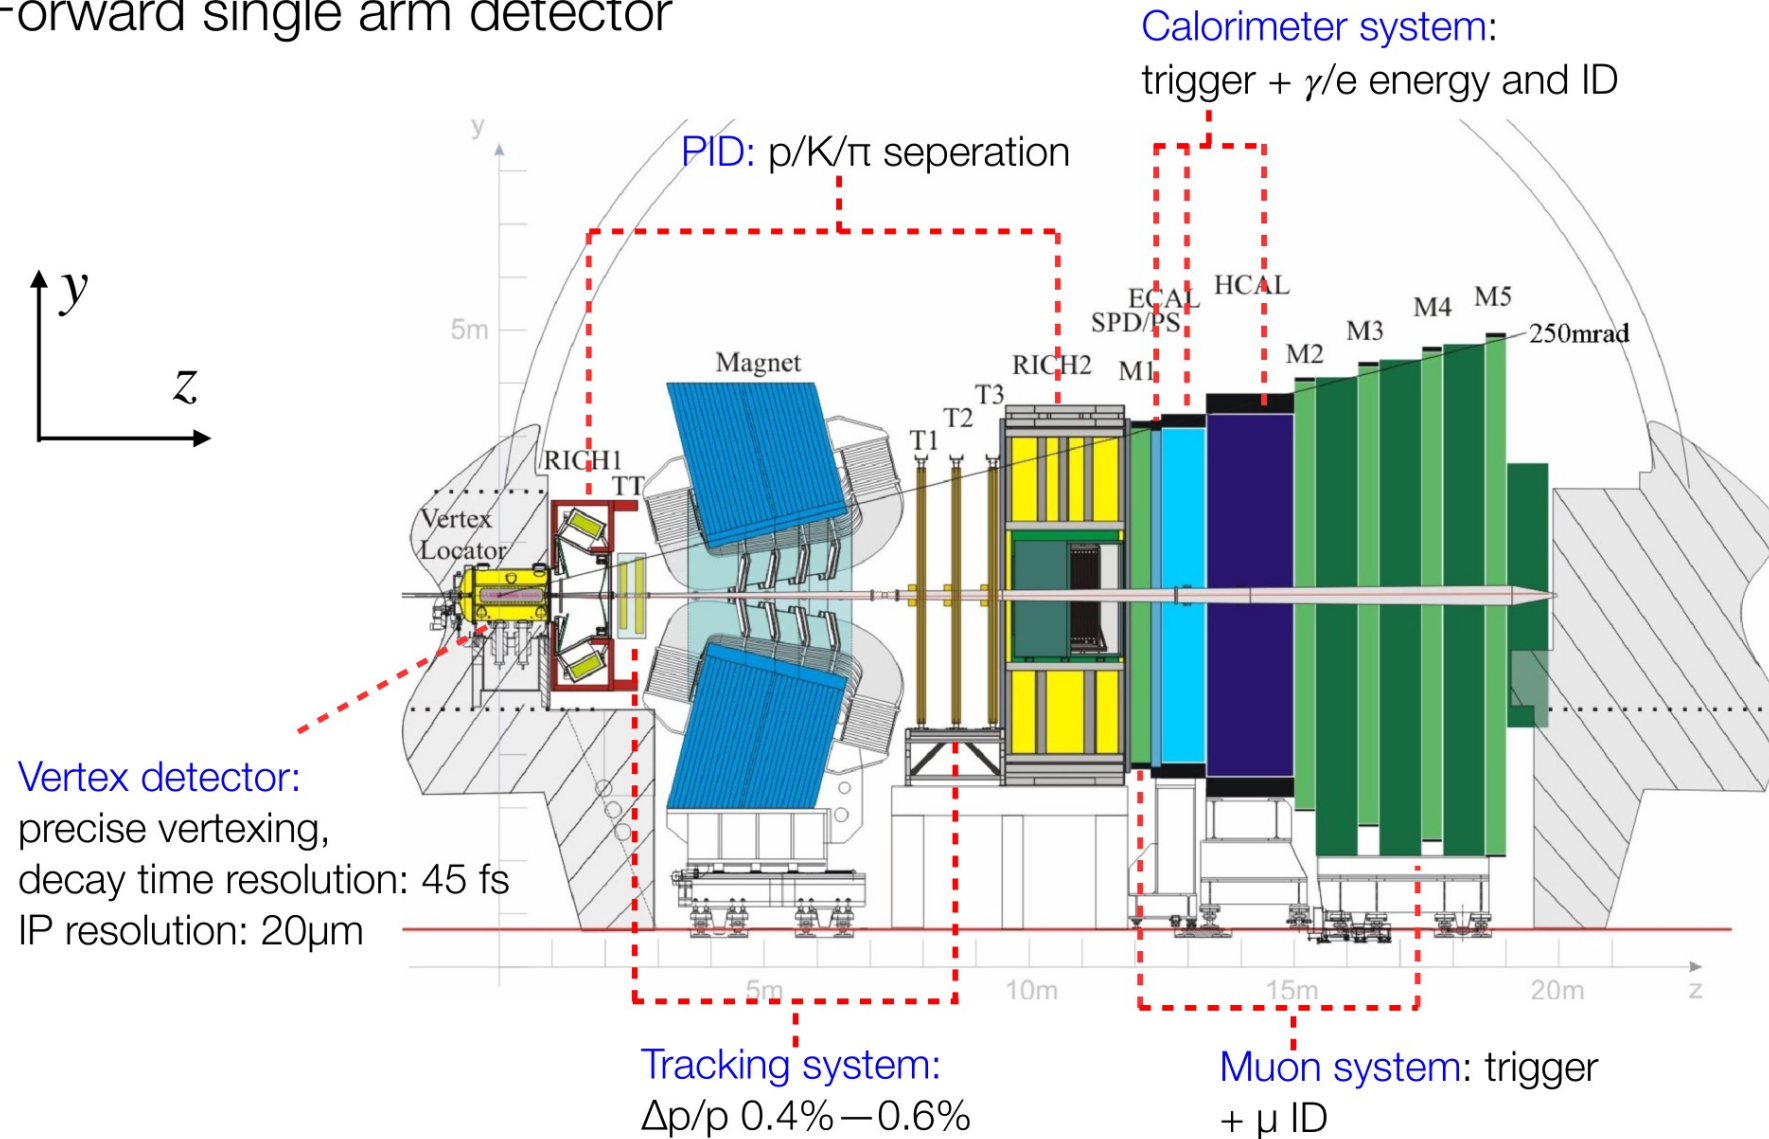 Forward single arm detector
Calorimeter system:
trigger + γ/e energy and ID
PID: p/K/π seperation
y
y
z
5m
ECAL
HCAL
SPD/PS
M1
M2
M3
M4
M5
250mrad
Magnet
RICH2
T1
T2
T3
RICH1
TT
Vertex
Locator
Vertex detector:
precise vertexing,
decay time resolution: 45 fs
IP resolution: 20μm
5m
10m
15m
20m
z
Tracking system:
Δp/p 0.4%—0.6%
Muon system: trigger
+ μ ID